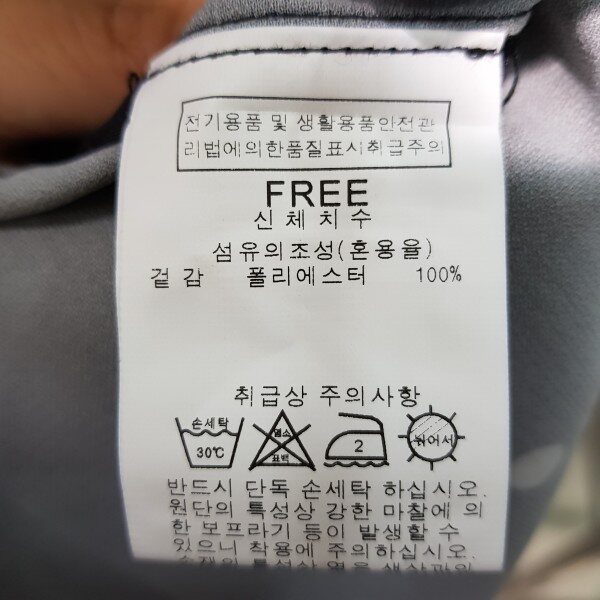 전기용품 및 생활용품안전관
리법에의한품질표시취급주의
FREE
신체치수
섬유의조성(혼용율)
겉감 폴리에스터 100%
취급상 주의사항
손세탁 30℃ 염소 표백 2 뉘어서
반드시 단독 손세탁 하십시오.
원단의 특성상 강한 마찰에 의
한 보프라기 등이 발생할 수
있으니 착용에 주의하십시오.